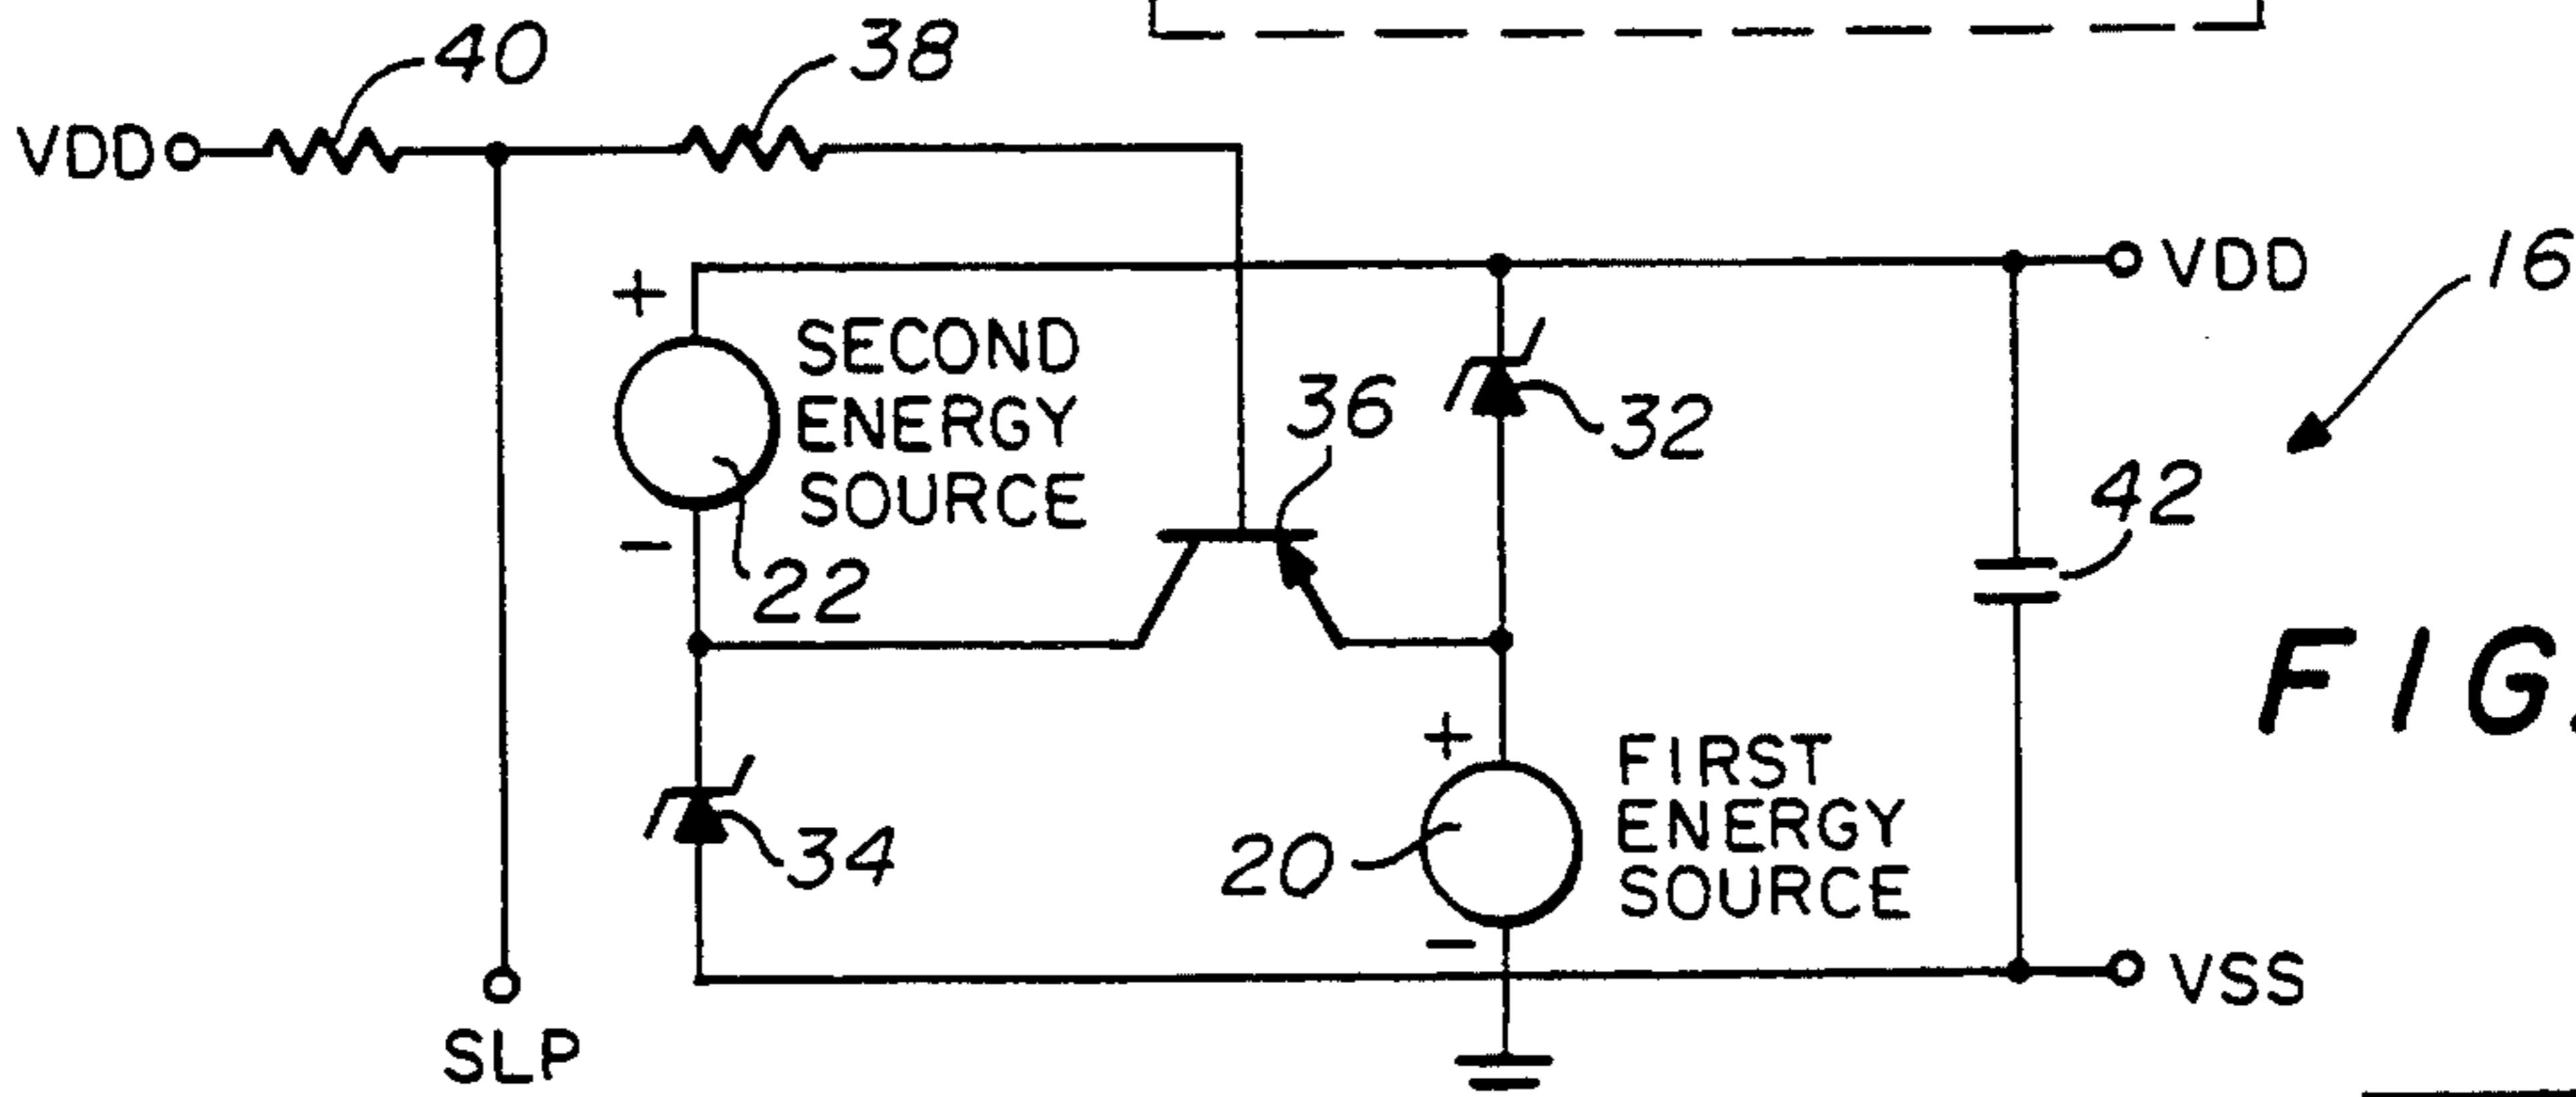 40
38
VDD
VDD
16
+
SECOND
ENERGY
SOURCE
36
32
42
-
22
FIG.
+
34
20
FIRST
ENERGY
SOURCE
-
VSS
SLP